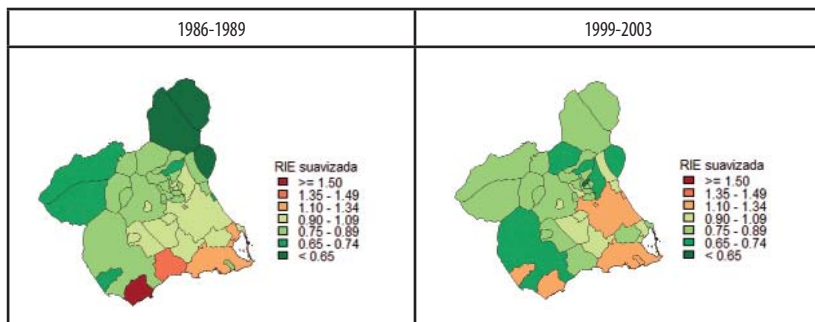 1986-1989
1999-2003
RIE suavizada
>= 1.50
1.35 - 1.49
1.10 - 1.34
0.90 - 1.09
0.75 - 0.89
0.65 - 0.74
< 0.65
RIE suavizada
>= 1.50
1.35 - 1.49
1.10 - 1.34
0.90 - 1.09
0.75 - 0.89
0.65 - 0.74
< 0.65